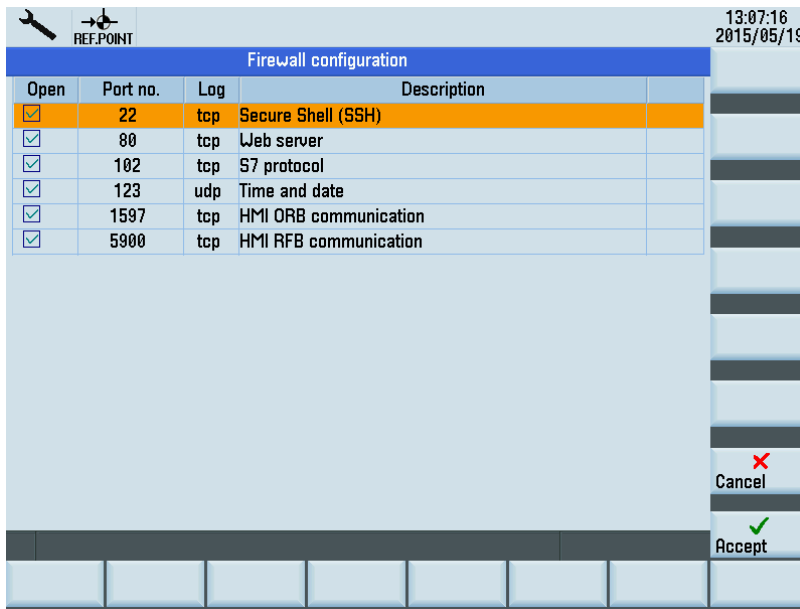 13:07:16
REF.POINT 2015/05/19
Firewall configuration
Open Port no. Log Description
22 tcp Secure Shell (SSH)
80 tcp Web server
102 tcp S7 protocol
123 udp Time and date
1597 tcp HMI ORB communication
5900 tcp HMI RFB communication
Cancel
Accept